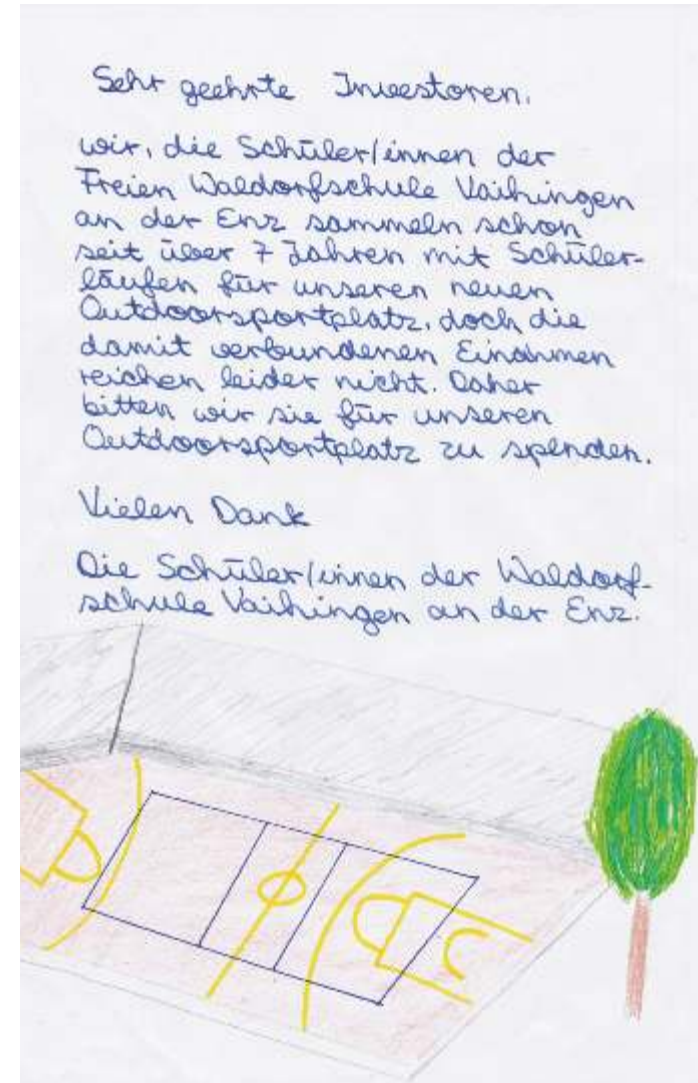 Sehr geehrte Investoren,
wir, die Schüler/innen der
Freien Waldorfschule Vaihingen
an der Enz sammeln schon
seit über 7 Jahren mit Schüler-
läufen für unseren neuen
Outdoorsportplatz, doch die
damit verbundenen Einahmen
reichen leider nicht. Daher
bitten wir sie für unseren
Outdoorsportplatz zu spenden.
Vielen Dank
Die Schüler/innen der Waldorf-
schule Vaihingen an der Enz.